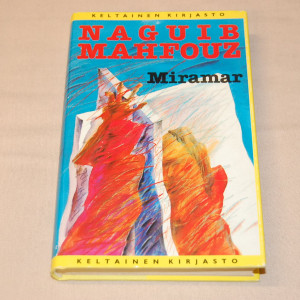 KELTAINEN KIRJASTO
NAGUIB
MAHFOUZ
Miramar
KELTAINEN KIRJASTO